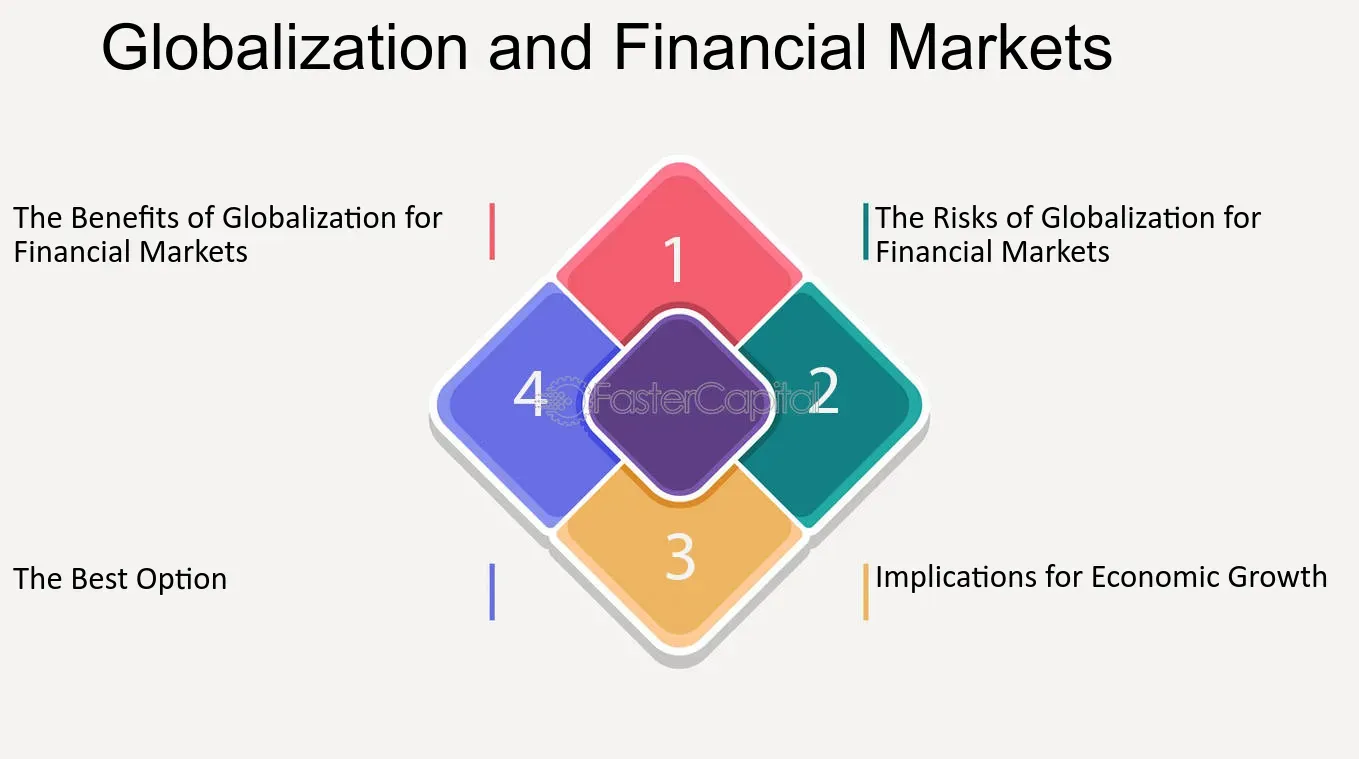 Globalization and Financial Markets
The Benefits of Globalization for
Financial Markets
The Risks of Globalization for
Financial Markets
1
4
FasterCapital
2
3
The Best Option
Implications for Economic Growth